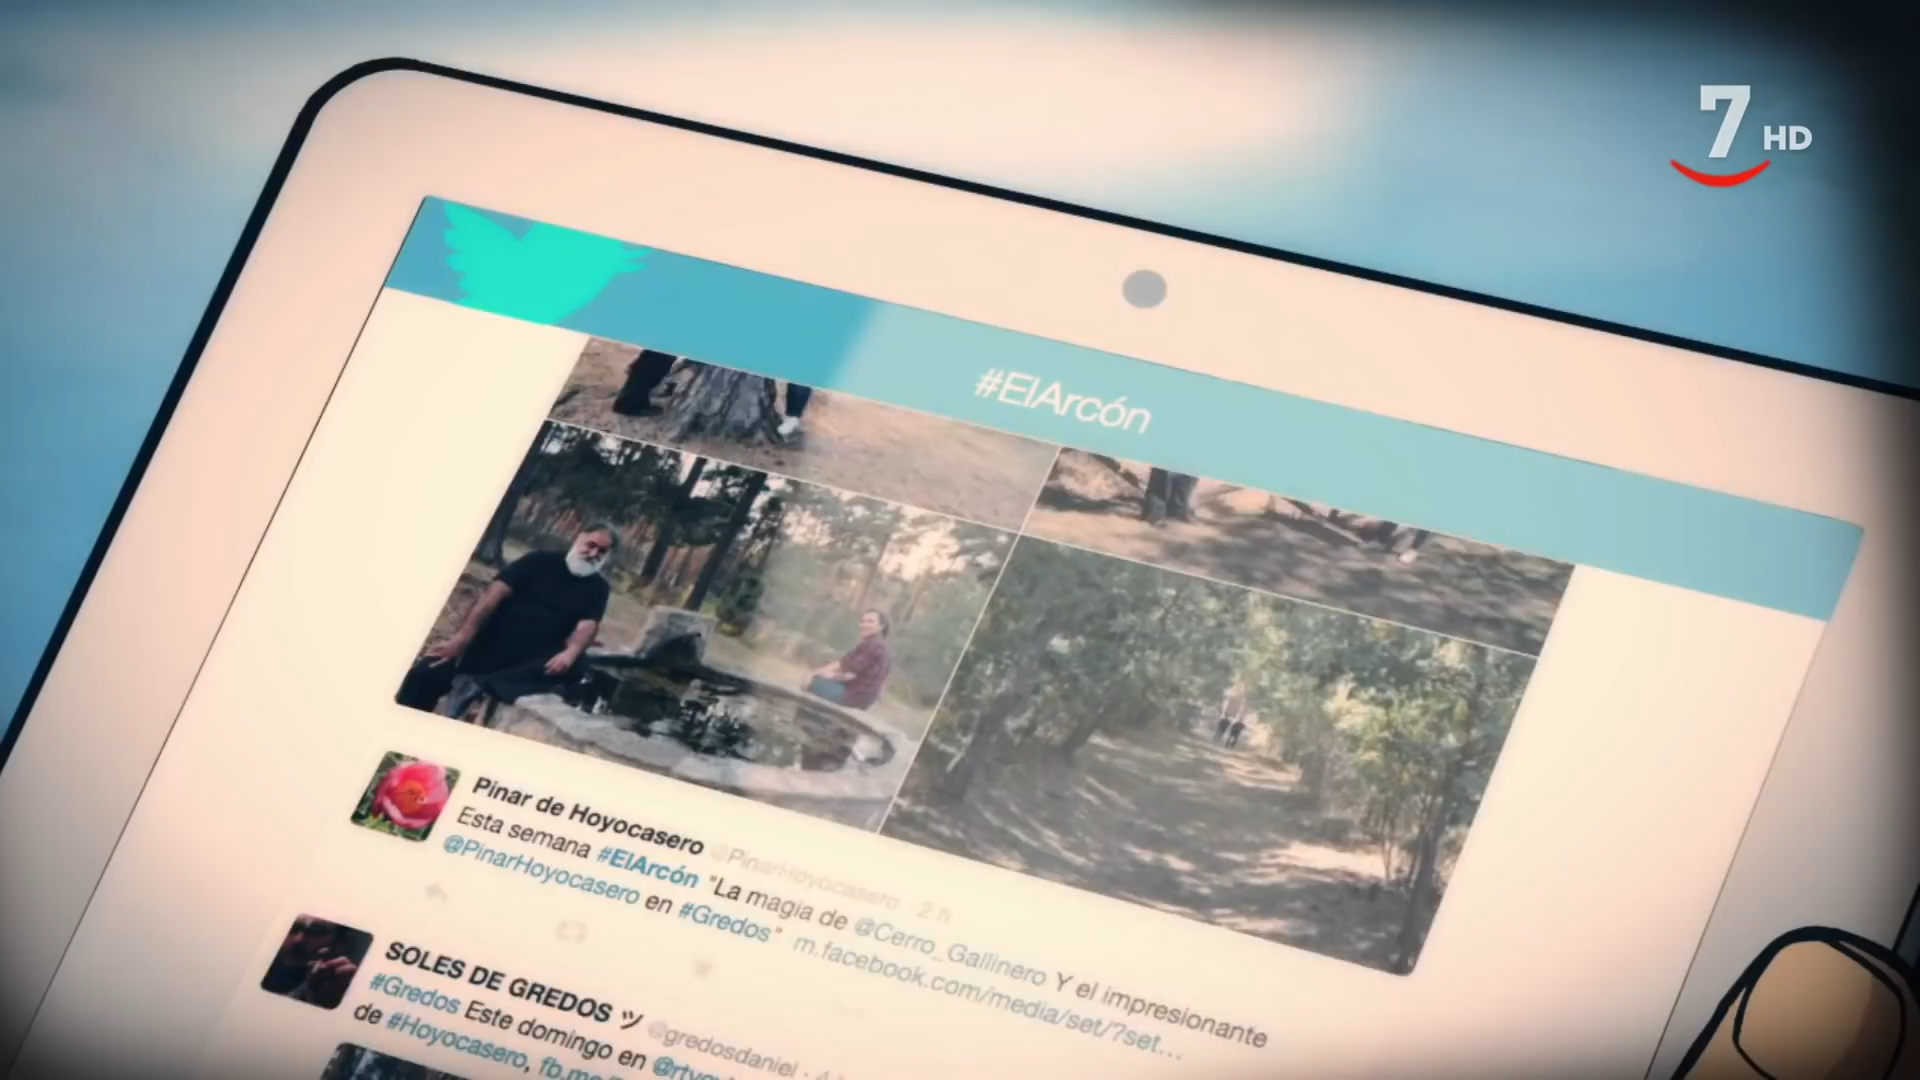 7 HD
#ElArcón
Pinar de Hoyocasero @PinarHoyocasero · 2 h
Esta semana #ElArcón "La magia de @Cerro_Gallinero Y el impresionante
@PinarHoyocasero en #Gredos" m.facebook.com/media/set/?set...
SOLES DE GREDOS ツ @gredosdaniel ·
#Gredos Este domingo en
de #Hoyocasero,